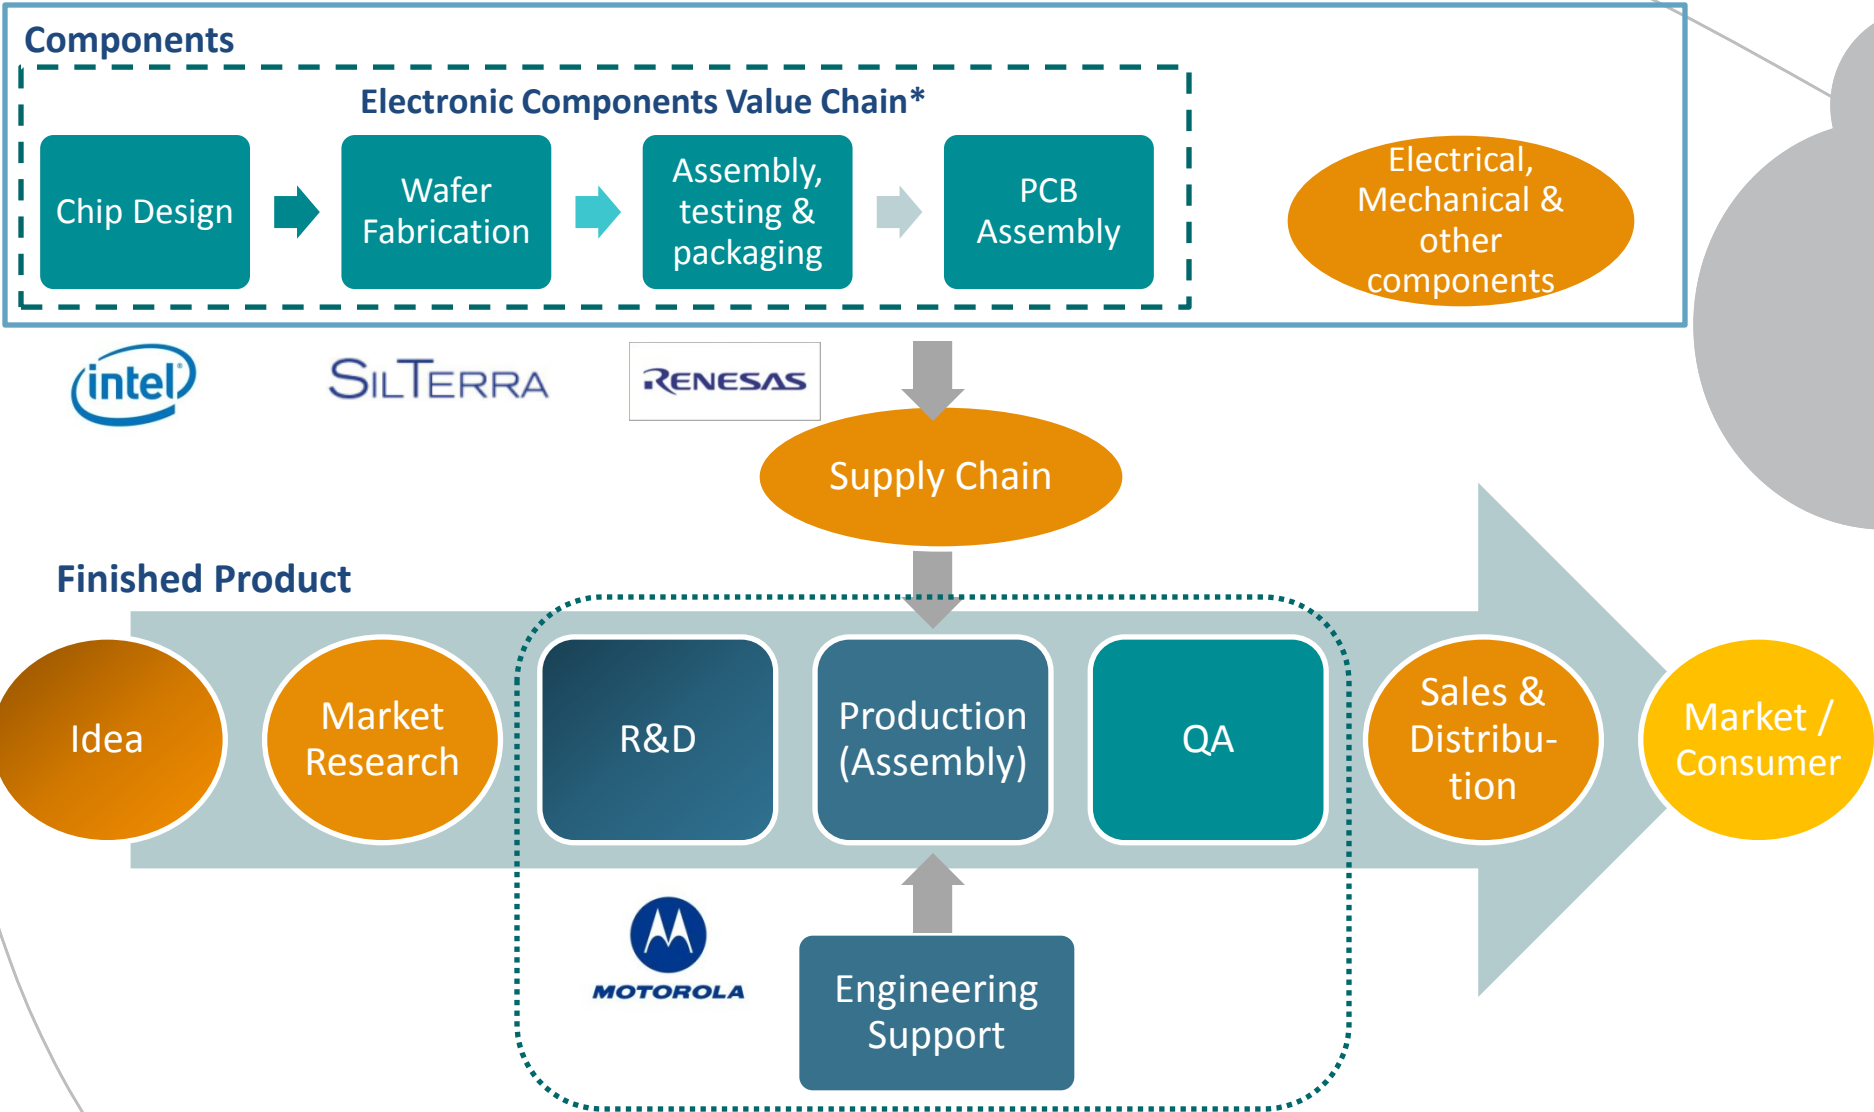 Components
Electronic Components Value Chain*
Chip Design
Wafer
Fabrication
Assembly,
testing &
packaging
PCB
Assembly
Electrical,
Mechanical &
other
components
intel
SILTERRA
RENESAS
Supply Chain
Finished Product
Idea
Market
Research
R&D
Production
(Assembly)
QA
Sales &
Distribu-
tion
Market /
Consumer
MOTOROLA
Engineering
Support